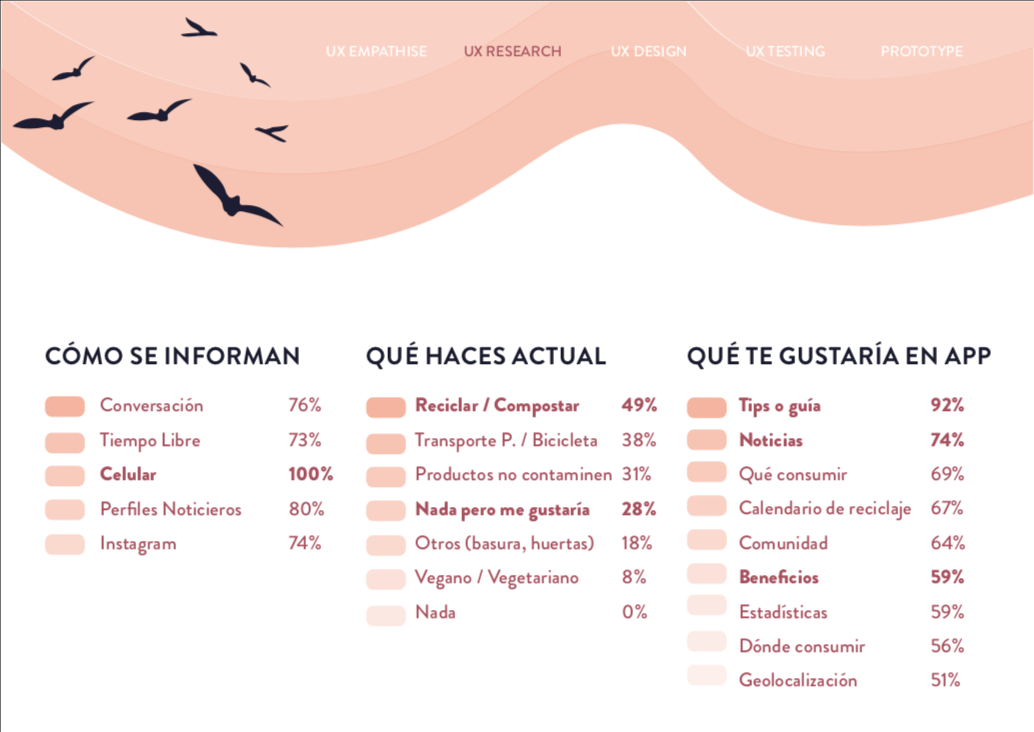 UX EMPATHISE UX RESEARCH UX DESIGN UX TESTING PROTOTYPE
CÓMO SE INFORMAN
Conversación 76%
Tiempo Libre 73%
Celular 100%
Perfiles Noticieros 80%
Instagram 74%
QUÉ HACES ACTUAL
Reciclar / Compostar 49%
Transporte P. / Bicicleta 38%
Productos no contaminen 31%
Nada pero me gustaría 28%
Otros (basura, huertas) 18%
Vegano / Vegetariano 8%
Nada 0%
QUÉ TE GUSTARÍA EN APP
Tips o guía 92%
Noticias 74%
Qué consumir 69%
Calendario de reciclaje 67%
Comunidad 64%
Beneficios 59%
Estadísticas 59%
Dónde consumir 56%
Geolocalización 51%